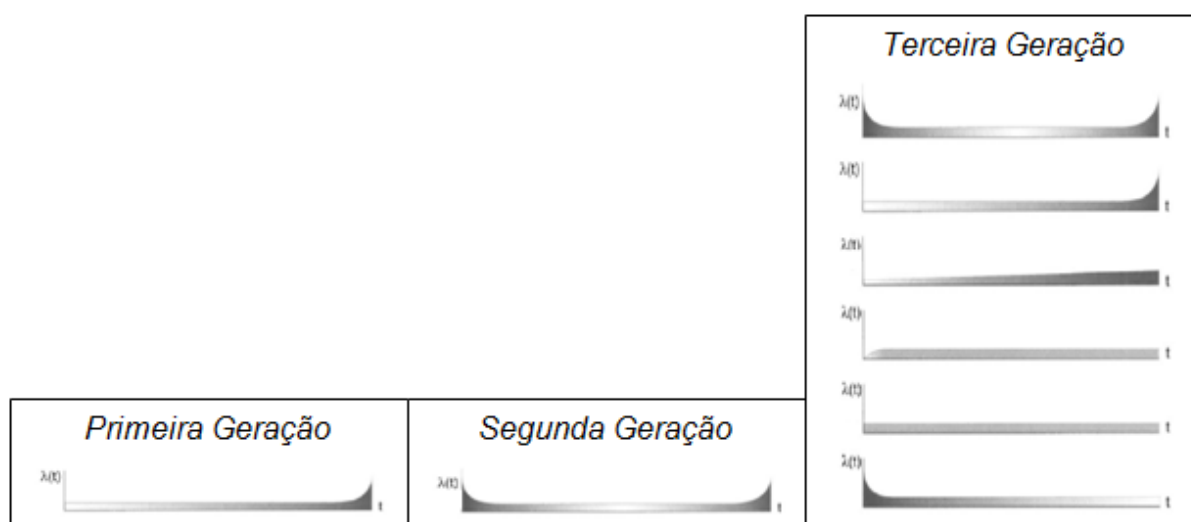 Terceira Geração
λ(t)
t
λ(t)
t
λ(t)
t
λ(t)
t
λ(t)
t
λ(t)
t
Primeira Geração
λ(t)
t
Segunda Geração
λ(t)
t